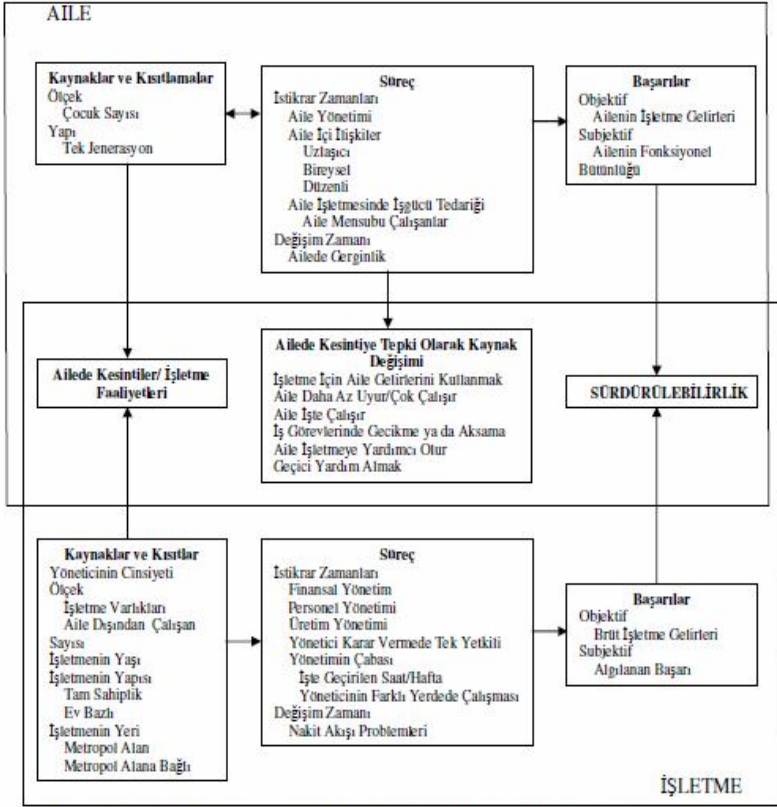 AILE
Kaynaklar ve Kısıtlamalar
Ölçek
Çocuk Sayısı
Yapı
Tek Jenerasyon
Süreç
İstikrar Zamanları
Aile Yönetimi
Aile İçi İlişkiler
Uzlaşıcı
Bireysel
Düzenli
Aile İşletmesinde İşgücü Tedariği
Aile Mensubu Çalışanlar
Değişim Zamanı
Ailede Gerginlik
Başarılar
Objektif
Ailenin İşletme Gelirleri
Subjektif
Ailenin Fonksiyonel
Bütünlüğü
Ailede Kesintiler/ İşletme
Faaliyetleri
Ailede Kesintiye Tepki Olarak Kaynak
Değişimi
İşletme İçin Aile Gelirlerini Kullanmak
Aile Daha Az Uyur/Çok Çalışır
Aile İşte Çalışır
İş Görevlerinde Gecikme ya da Aksama
Aile İşletmeye Yardımcı Olur
Geçici Yardım Almak
SÜRDÜRÜLEBİLİRLİK
Kaynaklar ve Kısıtlar
Yöneticinin Cinsiyeti
Ölçek
İşletme Varlıkları
Aile Dışından Çalışan
Sayısı
İşletmenin Yaşı
İşletmenin Yapısı
Tam Sahiplik
Ev Bazlı
İşletmenin Yeri
Metropol Alan
Metropol Alana Bağlı
Süreç
İstikrar Zamanları
Finansal Yönetim
Personel Yönetimi
Üretim Yönetimi
Yönetici Karar Vermede Tek Yetkili
Yönetimin Çabası
İşte Geçirilen Saat/Hafta
Yöneticinin Farklı Yerdede Çalışması
Değişim Zamanı
Nakit Akışı Problemleri
Başarılar
Objektif
Brüt İşletme Gelirleri
Subjektif
Algılanan Başarı
İŞLETME